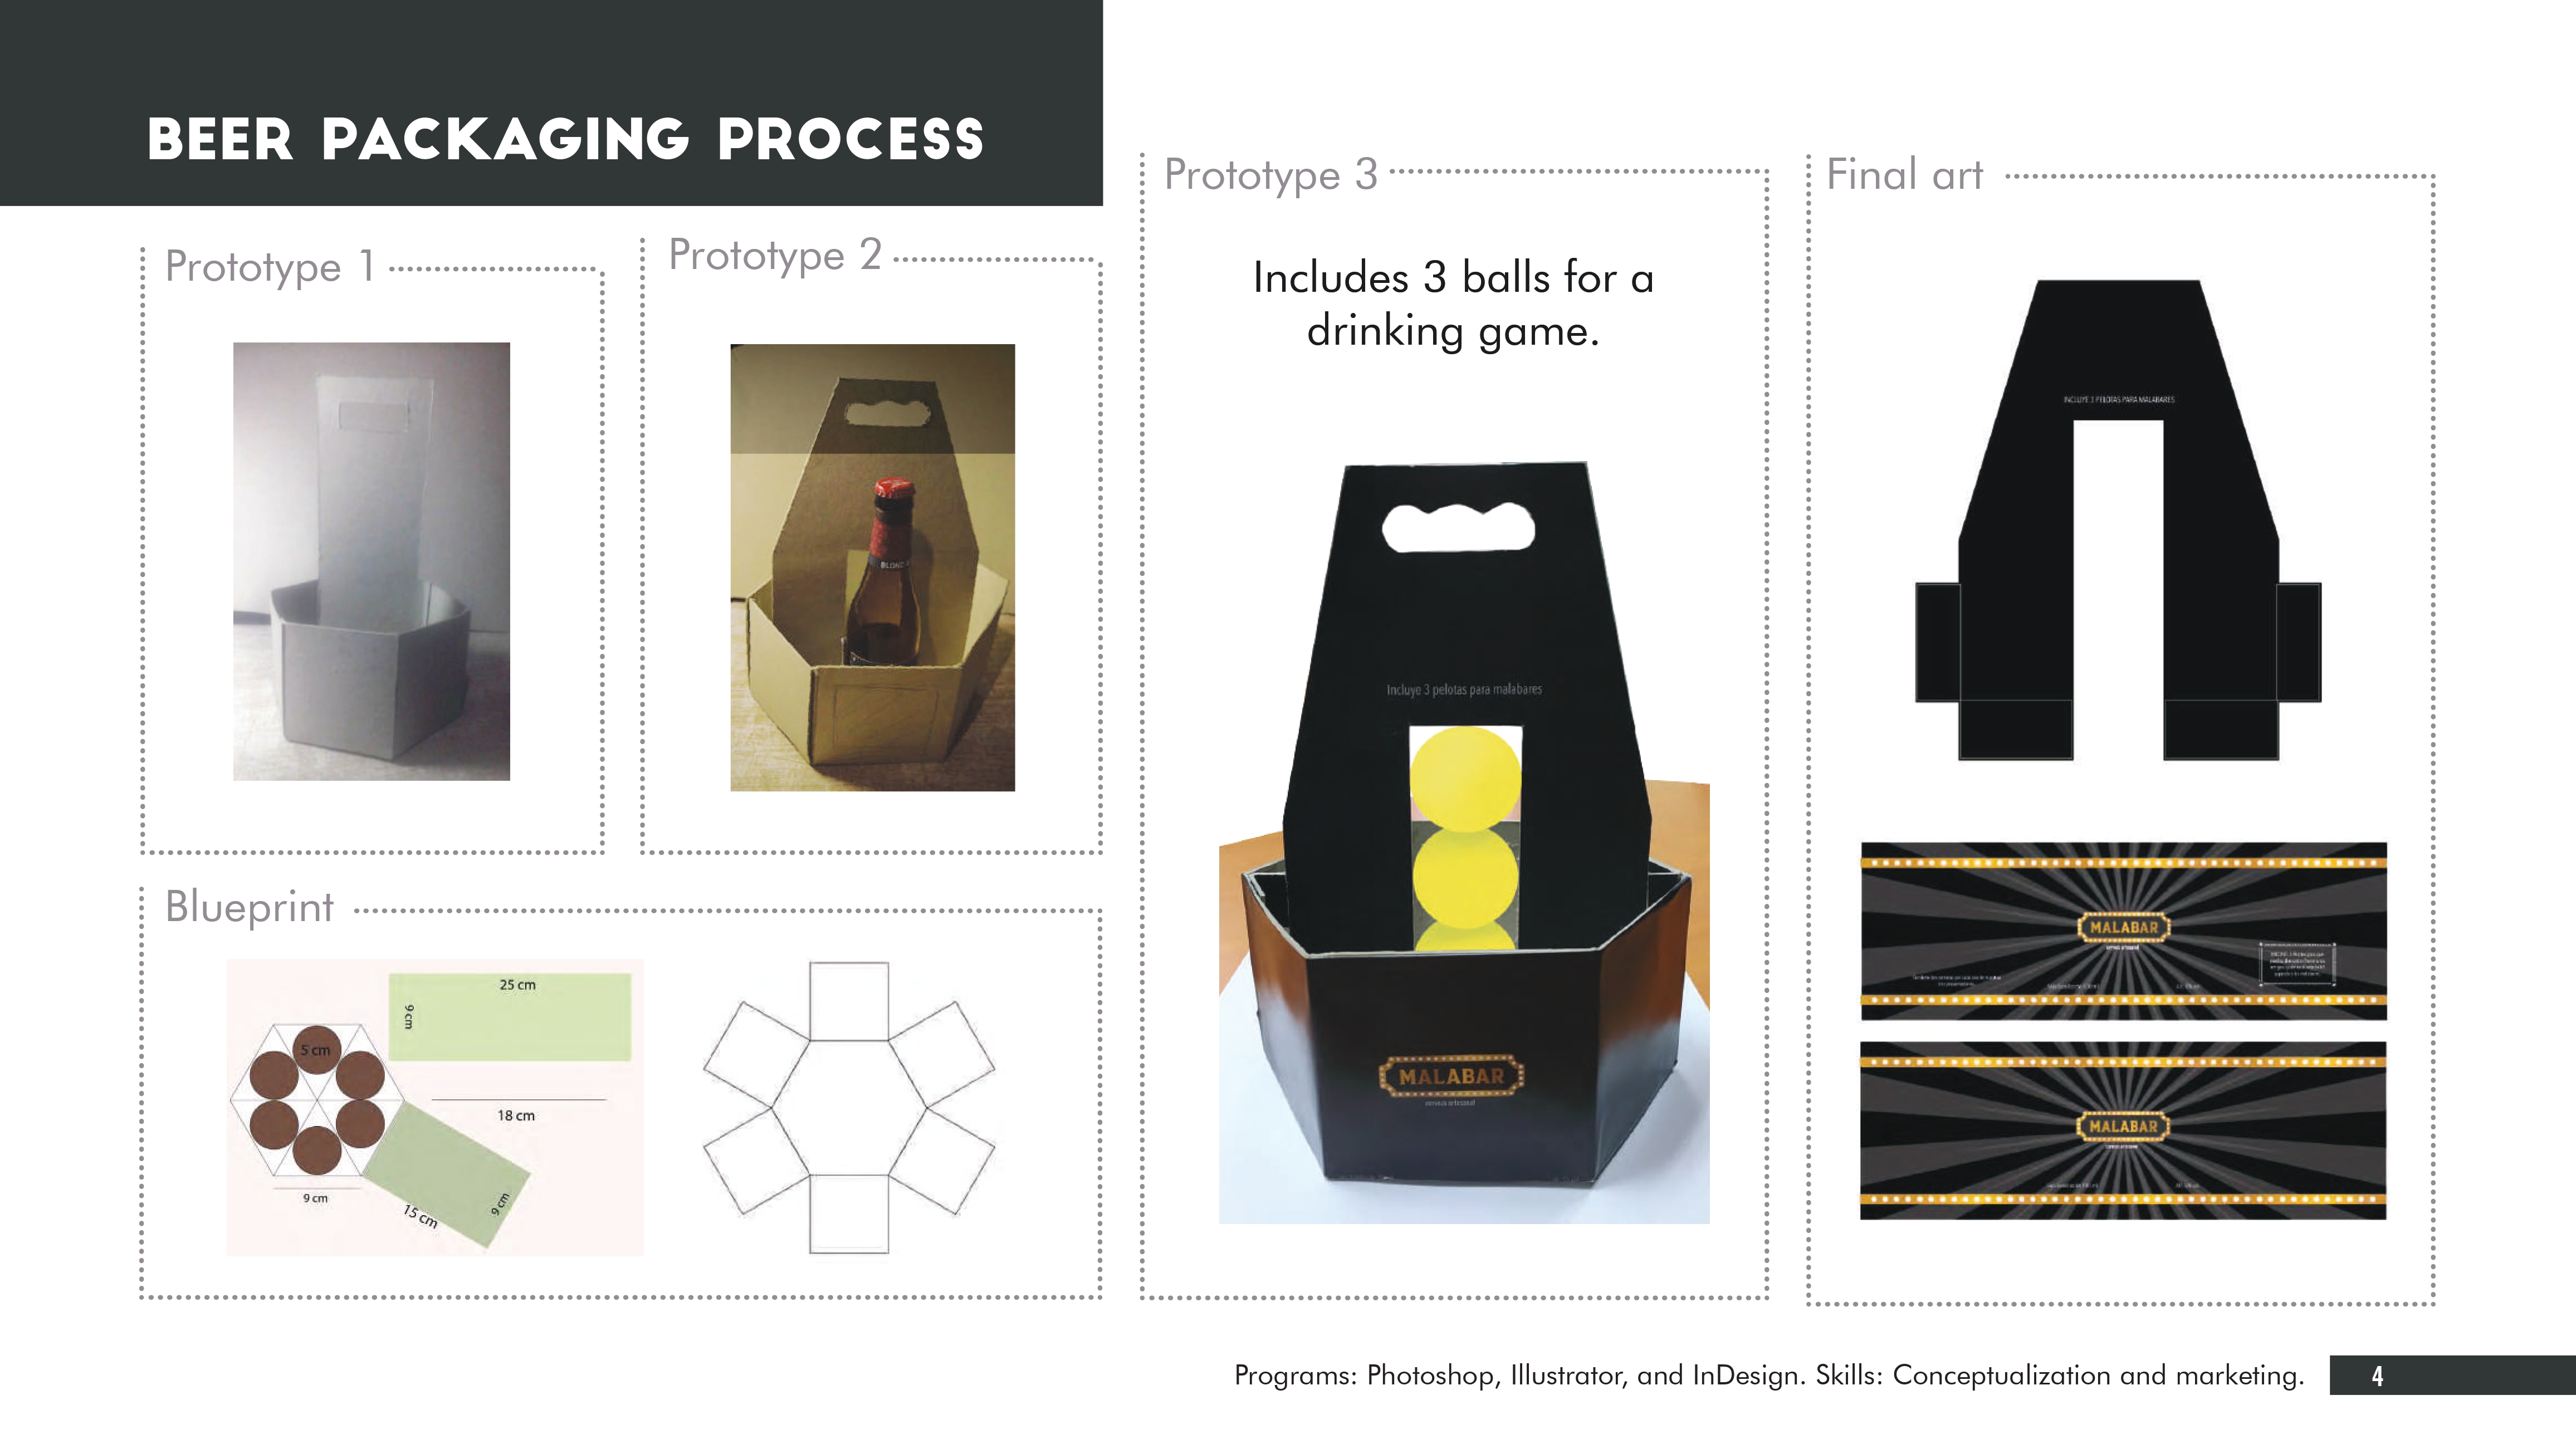 BEER PACKAGING PROCESS
Prototype 1
Prototype 2
BLOND
Blueprint
25 cm
9 cm
5 cm
18 cm
9 cm
15 cm
9 cm
Prototype 3
Includes 3 balls for a
drinking game.
Incluye 3 pelotas para malabares
MALABAR
cerveza artesanal
Final art
INCLUYE 3 PELOTAS PARA MALABARES
MALABAR
MALABAR
Programs: Photoshop, Illustrator, and InDesign. Skills: Conceptualization and marketing.
4